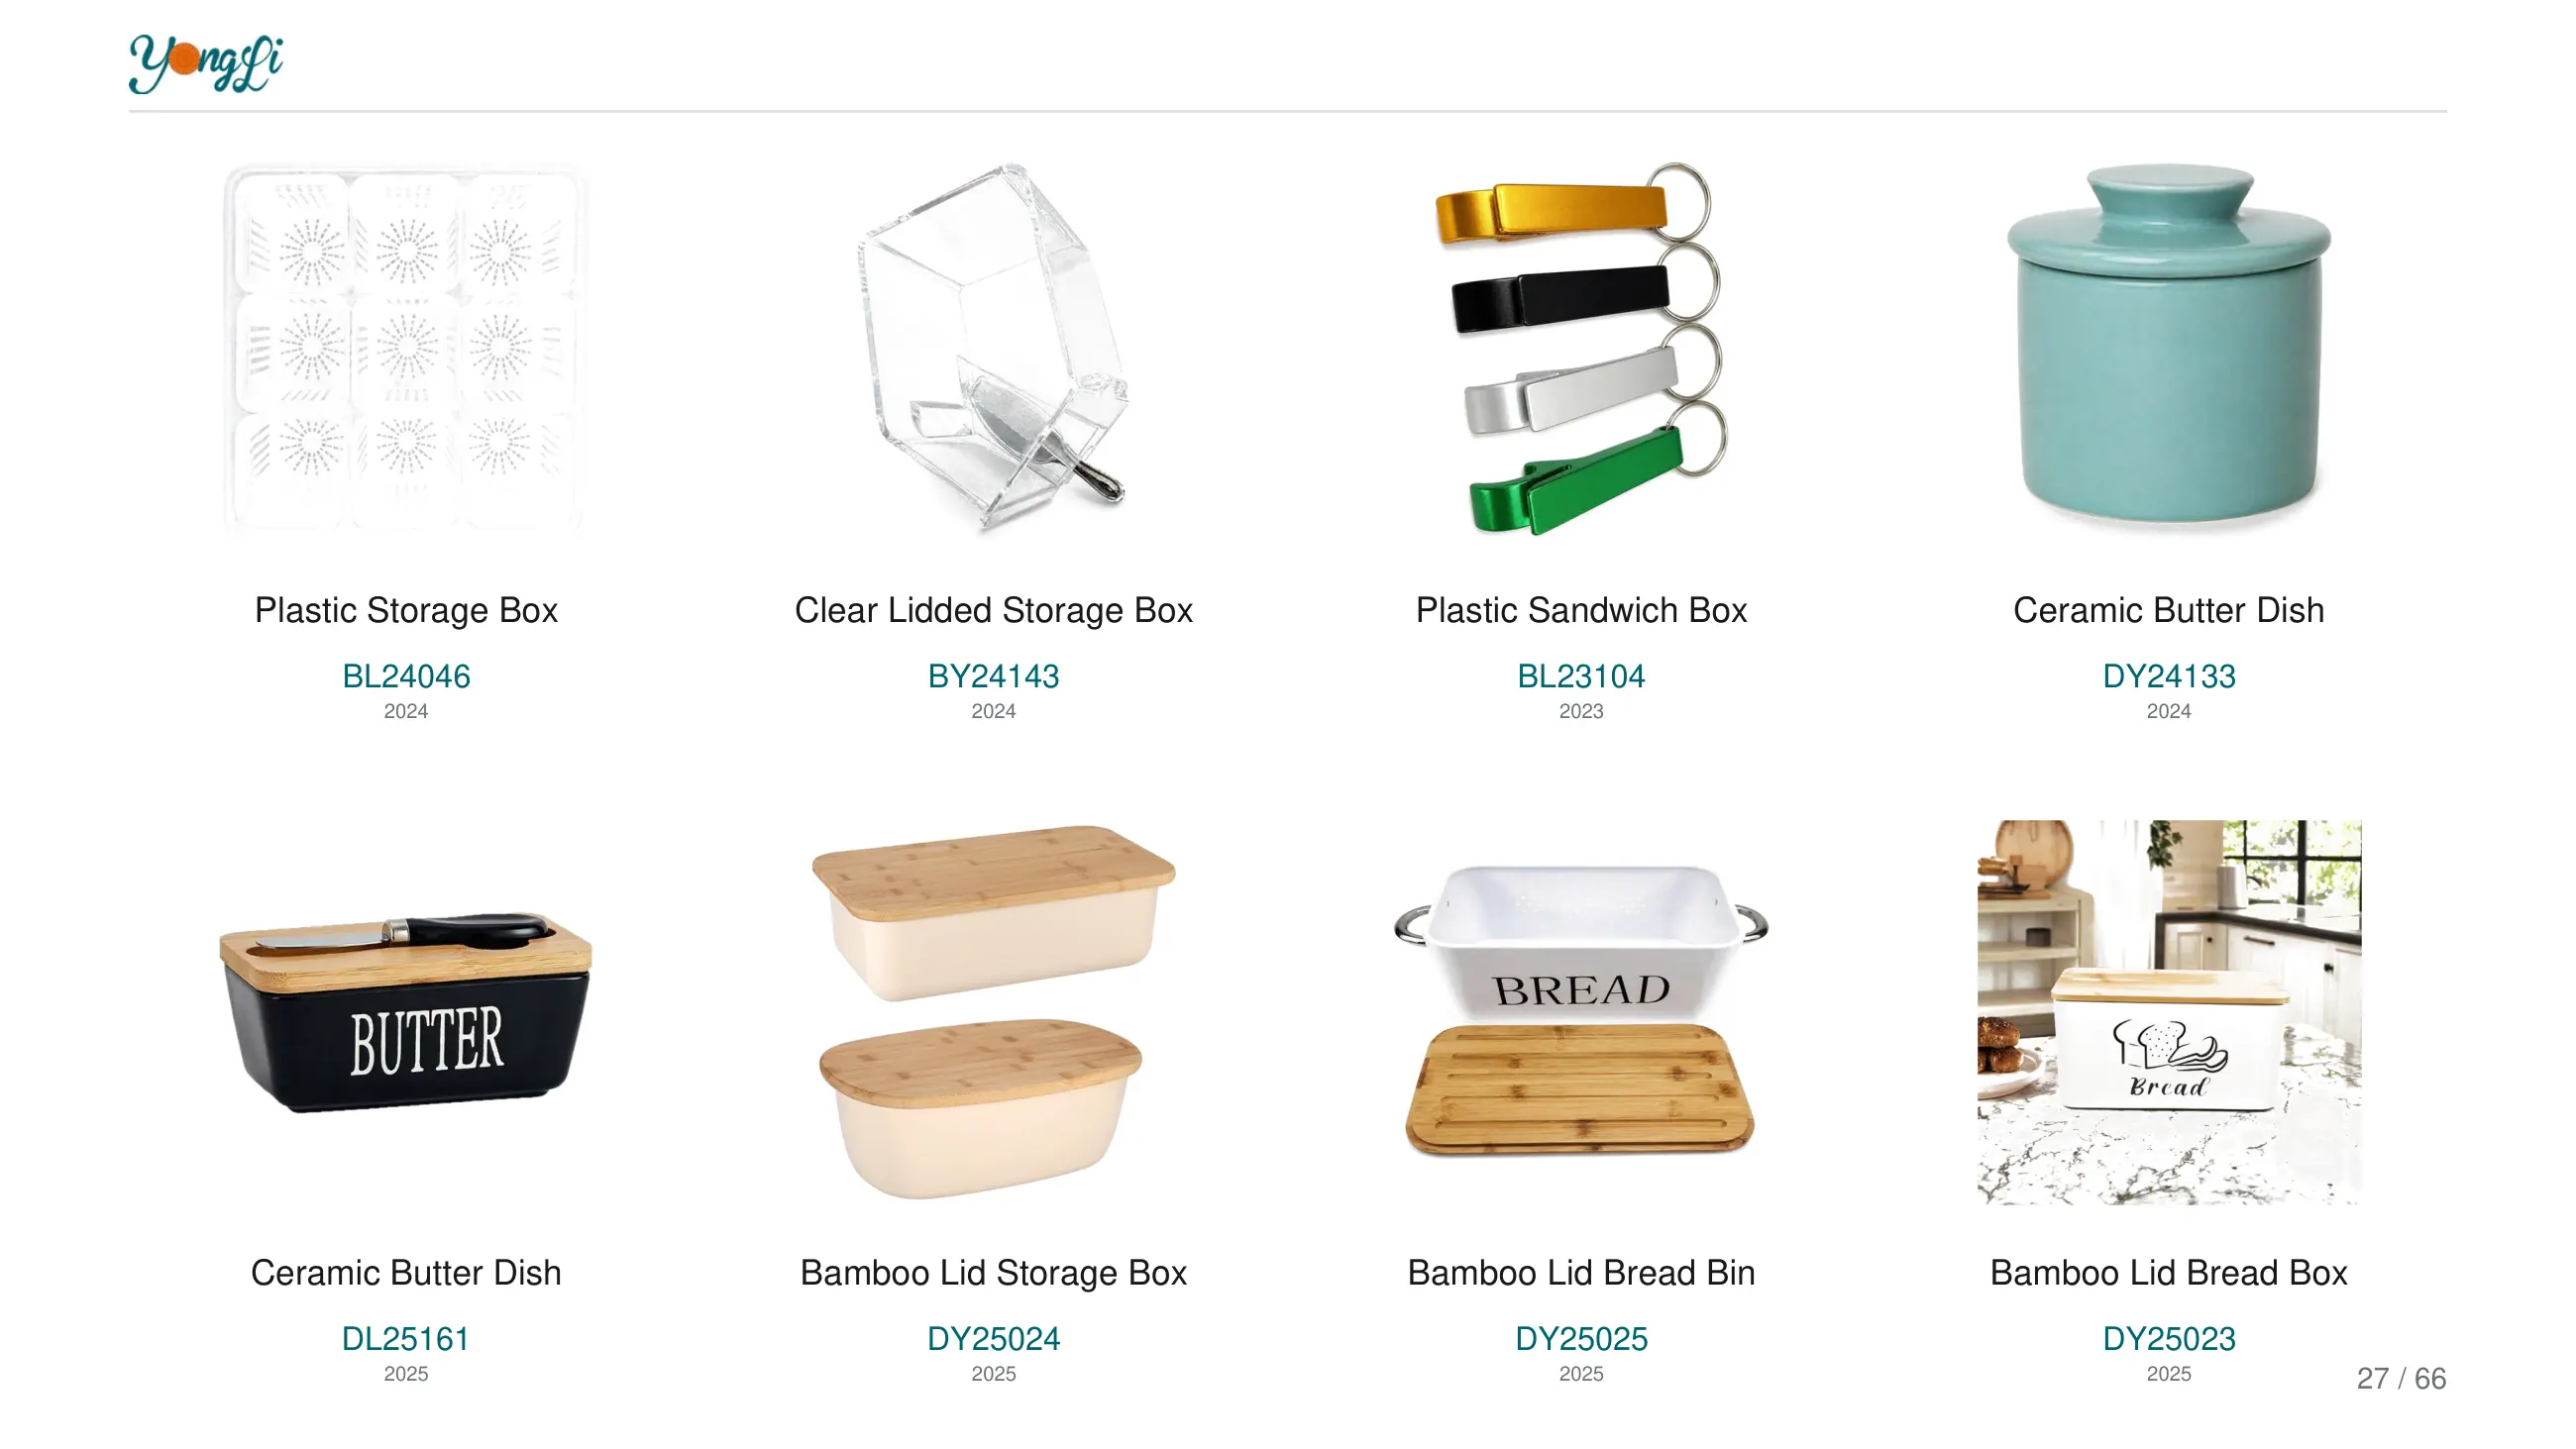 YongLi
Plastic Storage Box
BL24046
2024
Clear Lidded Storage Box
BY24143
2024
Plastic Sandwich Box
BL23104
2023
Ceramic Butter Dish
DY24133
2024
BUTTER
Ceramic Butter Dish
DL25161
2025
Bamboo Lid Storage Box
DY25024
2025
BREAD
Bamboo Lid Bread Bin
DY25025
2025
Bread
Bamboo Lid Bread Box
DY25023
2025
27 / 66